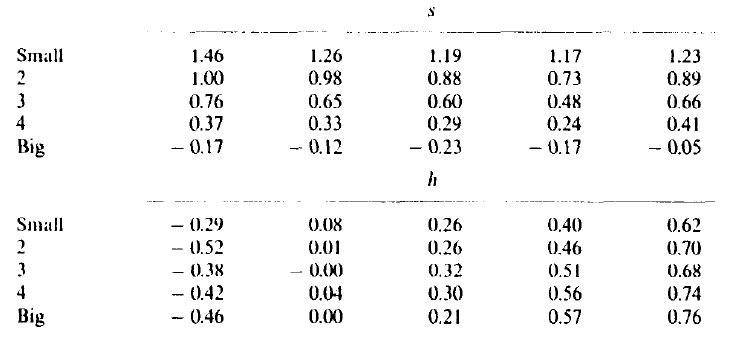 s
Small 1.46 1.26 1.19 1.17 1.23
2 1.00 0.98 0.88 0.73 0.89
3 0.76 0.65 0.60 0.48 0.66
4 0.37 0.33 0.29 0.24 0.41
Big − 0.17 − 0.12 − 0.23 − 0.17 − 0.05
h
Small − 0.29 0.08 0.26 0.40 0.62
2 − 0.52 0.01 0.26 0.46 0.70
3 − 0.38 − 0.00 0.32 0.51 0.68
4 − 0.42 0.04 0.30 0.56 0.74
Big − 0.46 0.00 0.21 0.57 0.76